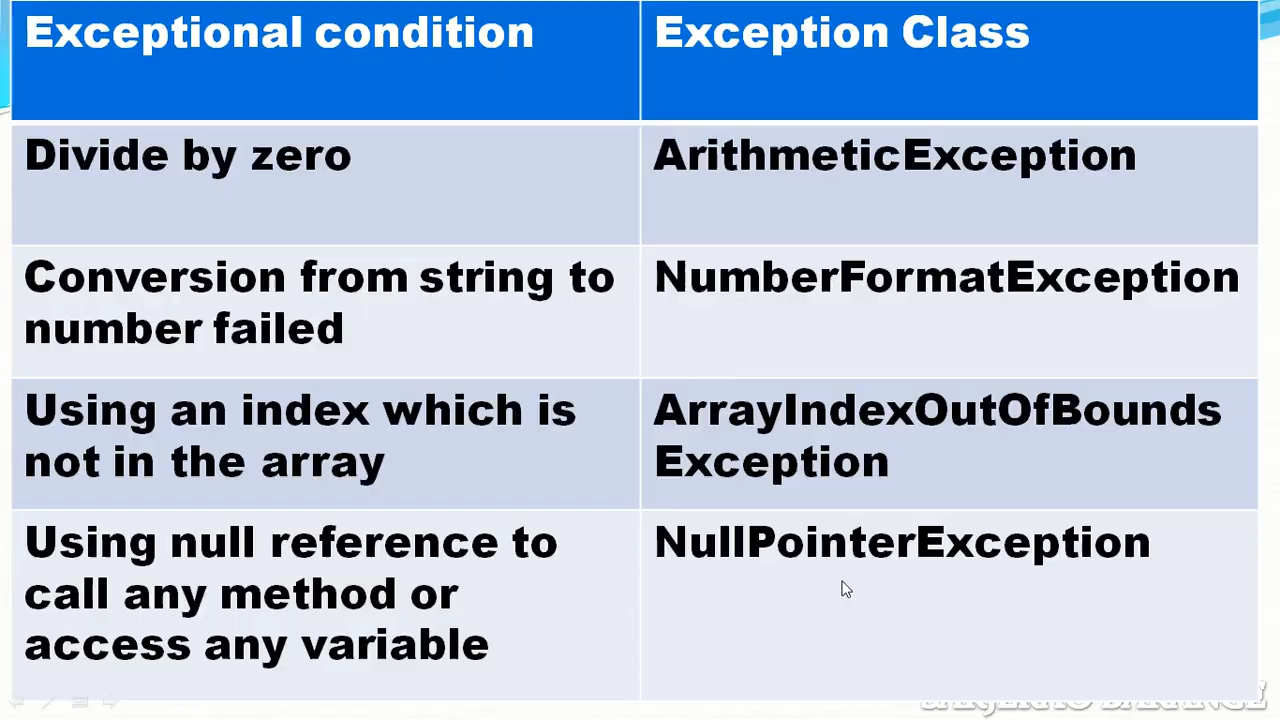 Exceptional condition
Exception Class
Divide by zero
ArithmeticException
Conversion from string to
number failed
NumberFormatException
Using an index which is
not in the array
ArrayIndexOutOfBounds
Exception
Using null reference to
call any method or
access any variable
NullPointerException